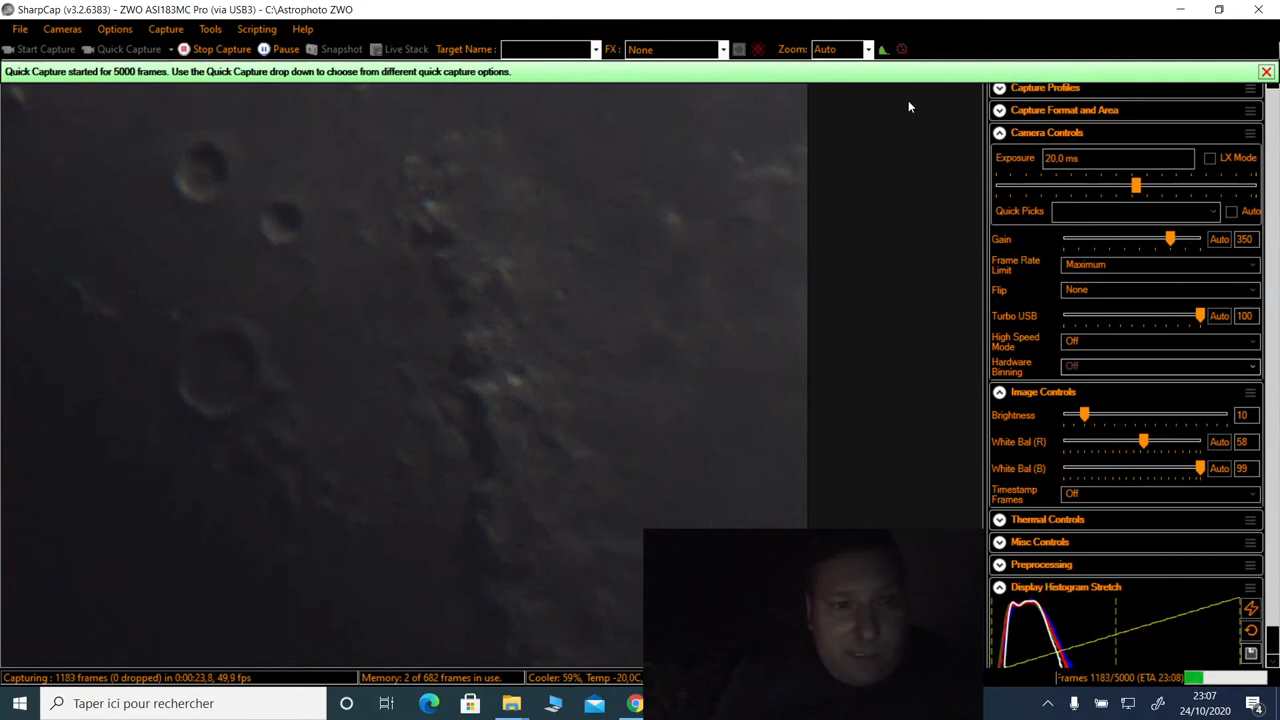 SharpCap (v3.2.6383) - ZWO ASI183MC Pro (via USB3) - C:\Astrophoto ZWO
File Cameras Options Capture Tools Scripting Help
Start Capture Quick Capture Stop Capture Pause Snapshot Live Stack Target Name : FX : None Zoom: Auto
Quick Capture started for 5000 frames. Use the Quick Capture drop down to choose from different quick capture options.
Capture Profiles
Capture Format and Area
Camera Controls
Exposure 20,0 ms LX Mode
Quick Picks Auto
Gain Auto 350
Frame Rate Limit Maximum
Flip None
Turbo USB Auto 100
High Speed Mode Off
Hardware Binning Off
Image Controls
Brightness 10
White Bal (R) Auto 58
White Bal (B) Auto 99
Timestamp Frames Off
Thermal Controls
Misc Controls
Preprocessing
Display Histogram Stretch
Capturing : 1183 frames (0 dropped) in 0:00:23,8, 49,9 fps Memory: 2 of 682 frames in use. Cooler: 59%, Temp -20,0C, Frames 1183/5000 (ETA 23:08)
Taper ici pour rechercher
23:07
24/10/2020
4